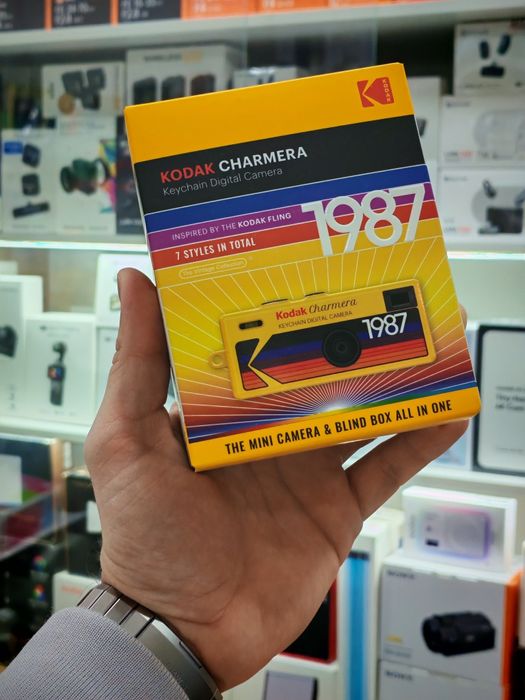 KODAK
KODAK CHARMERA
Keychain Digital Camera
INSPIRED BY THE KODAK FLING
1987
7 STYLES IN TOTAL
The Vintage Collection
Kodak Charmera
KEYCHAIN DIGITAL CAMERA
1987
THE MINI CAMERA & BLIND BOX ALL IN ONE